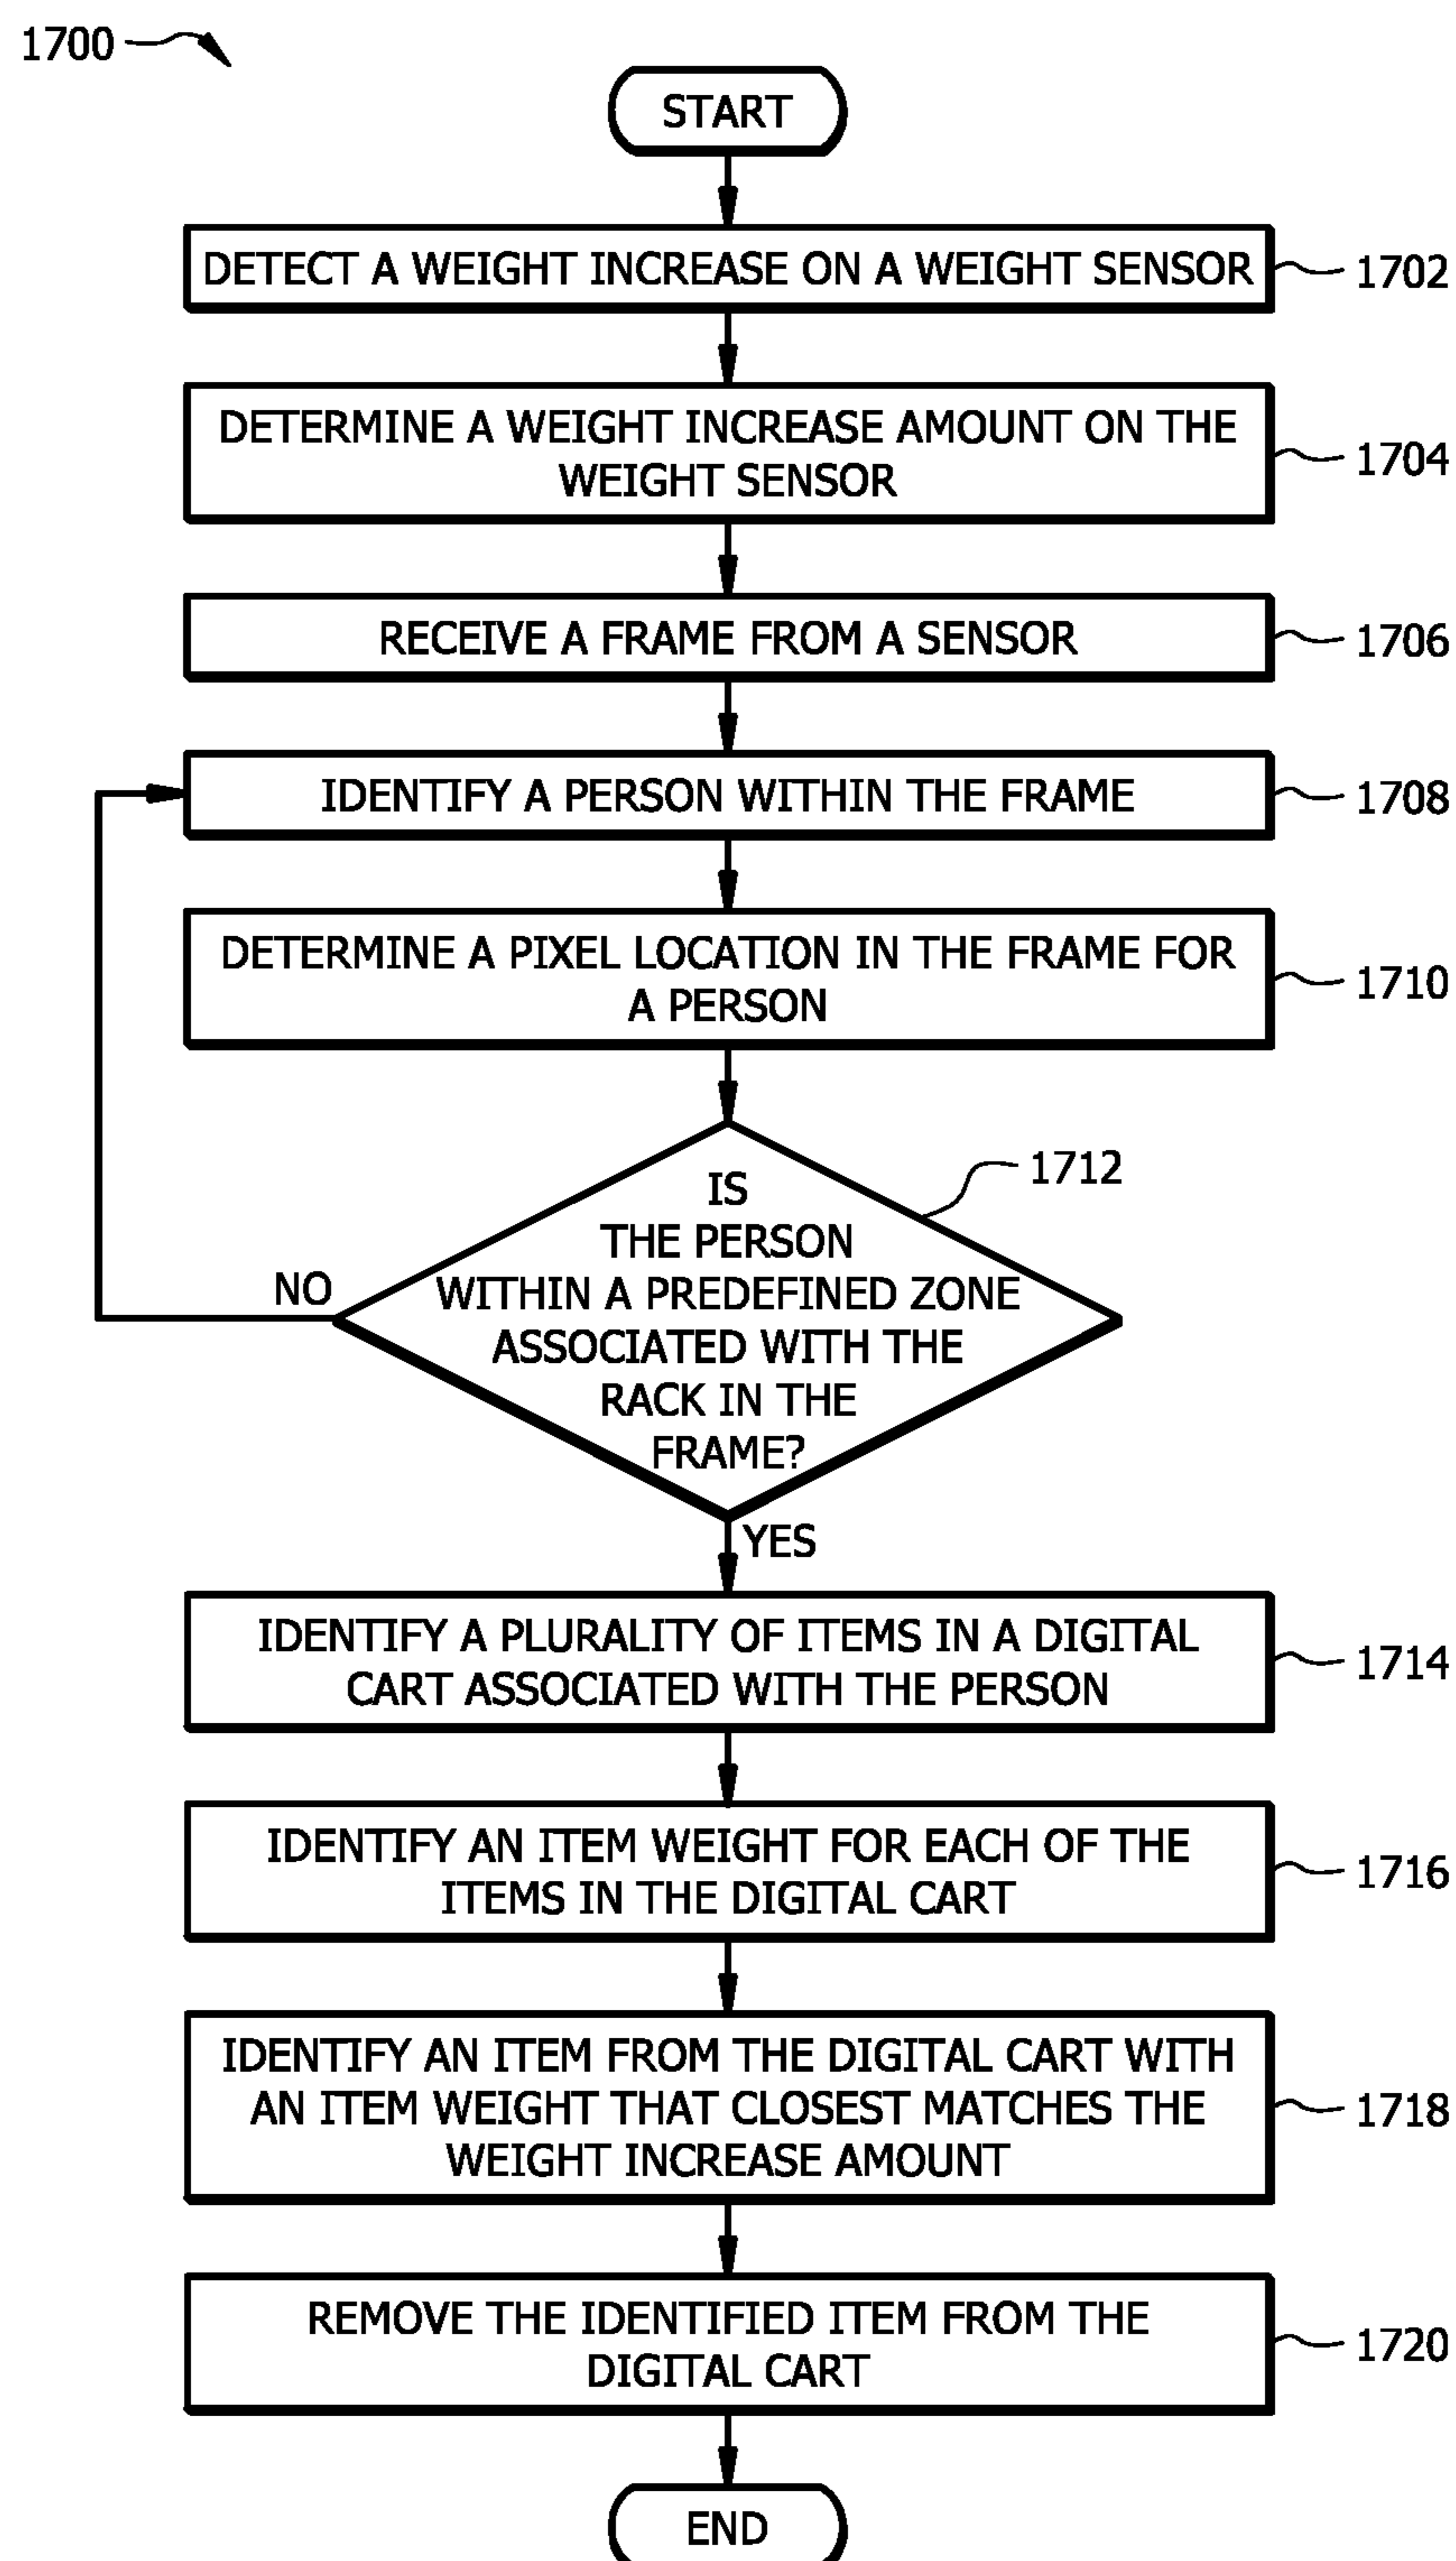 1700
START
DETECT A WEIGHT INCREASE ON A WEIGHT SENSOR
1702
DETERMINE A WEIGHT INCREASE AMOUNT ON THE
WEIGHT SENSOR
1704
RECEIVE A FRAME FROM A SENSOR
1706
IDENTIFY A PERSON WITHIN THE FRAME
1708
DETERMINE A PIXEL LOCATION IN THE FRAME FOR
A PERSON
1710
IS
THE PERSON
WITHIN A PREDEFINED ZONE
ASSOCIATED WITH THE
RACK IN THE
FRAME?
1712
NO
YES
IDENTIFY A PLURALITY OF ITEMS IN A DIGITAL
CART ASSOCIATED WITH THE PERSON
1714
IDENTIFY AN ITEM WEIGHT FOR EACH OF THE
ITEMS IN THE DIGITAL CART
1716
IDENTIFY AN ITEM FROM THE DIGITAL CART WITH
AN ITEM WEIGHT THAT CLOSEST MATCHES THE
WEIGHT INCREASE AMOUNT
1718
REMOVE THE IDENTIFIED ITEM FROM THE
DIGITAL CART
1720
END